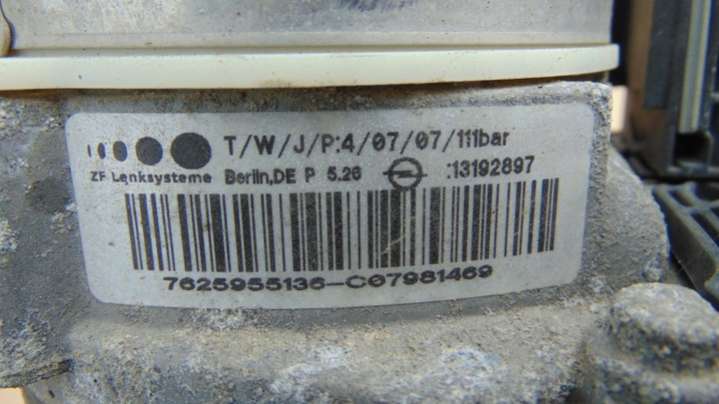 T/W/J/P:4/07/07/111bar
ZF Lenksysteme Berlin,DE P 5.26 :13192897
7625955136-C07981469